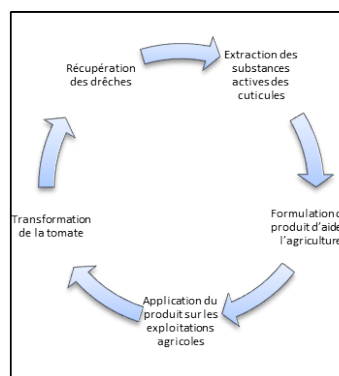 Récupération
des drêches
Extraction des
substances
actives des
cuticules
Formulation d
produit d'aide
l'agriculture
Application du
produit sur les
exploitations
agricoles
Transformation
de la tomate